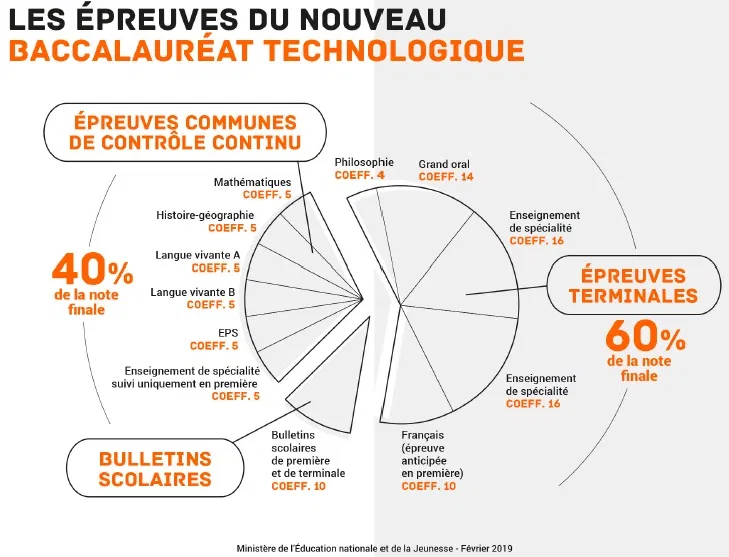 LES ÉPREUVES DU NOUVEAU
BACCALAURÉAT TECHNOLOGIQUE
ÉPREUVES COMMUNES
DE CONTRÔLE CONTINU
Mathématiques
COEFF. 5
Histoire-géographie
COEFF. 5
Langue vivante A
COEFF. 5
Langue vivante B
COEFF. 5
EPS
COEFF. 5
Enseignement de spécialité
suivi uniquement en première
COEFF. 5
40%
de la note
finale
BULLETINS
SCOLAIRES
Bulletins
scolaires
de première
et de terminale
COEFF. 10
Philosophie
COEFF. 4
Grand oral
COEFF. 14
Enseignement
de spécialité
COEFF. 16
ÉPREUVES
TERMINALES
60%
de la note
finale
Enseignement
de spécialité
COEFF. 16
Français
(épreuve
anticipée
en première)
COEFF. 10
Ministère de l'Éducation nationale et de la Jeunesse - Février 2019